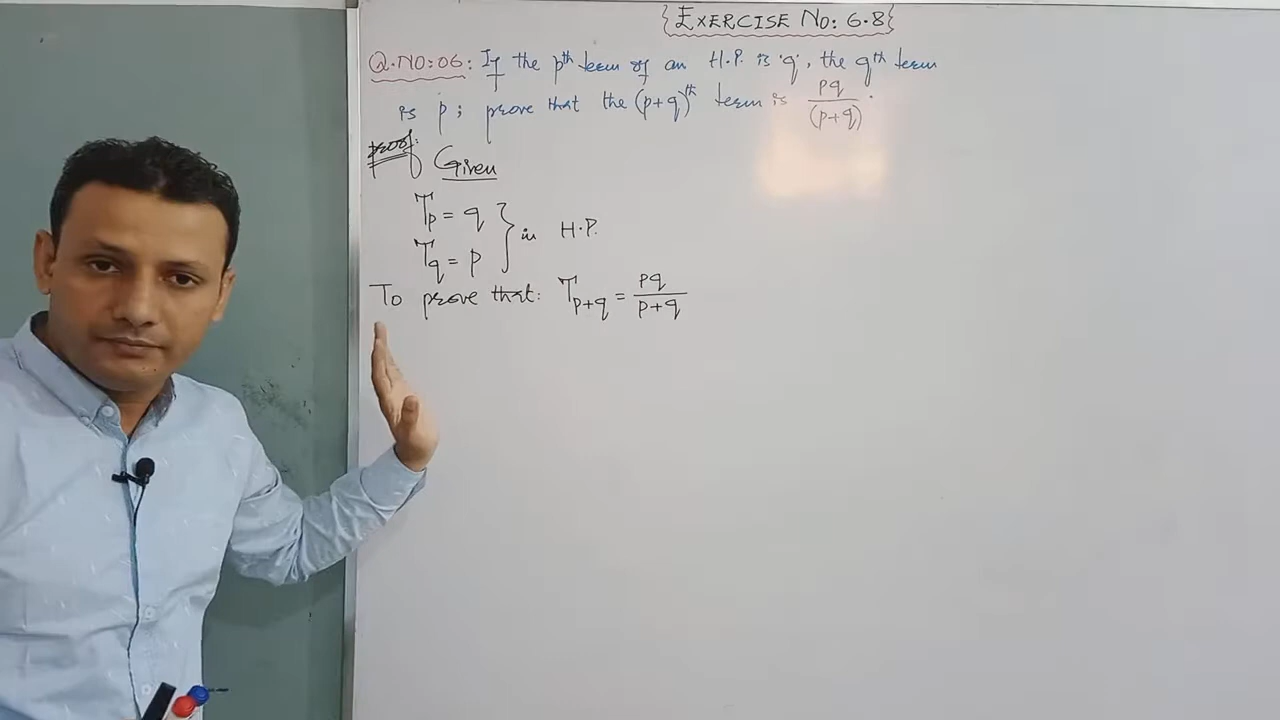 {EXERCISE NO: 6.8}
Q.NO:06: If the pth term of an H.P. is 'q', the qth term
is p; prove that the (p+q)th term is pq/(p+q).
Proof: Given
Tp = q } in H.P.
Tq = p
To prove that: Tp+q = pq/p+q